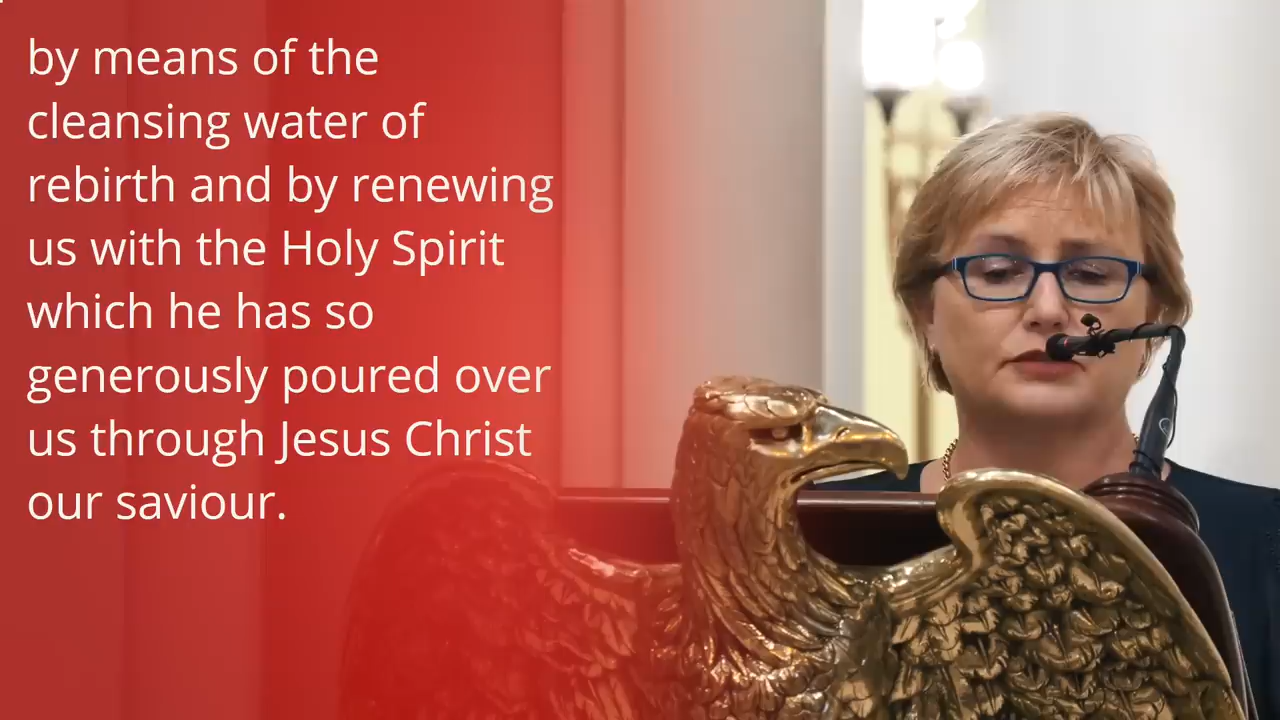 by means of the
cleansing water of
rebirth and by renewing
us with the Holy Spirit
which he has so
generously poured over
us through Jesus Christ
our saviour.